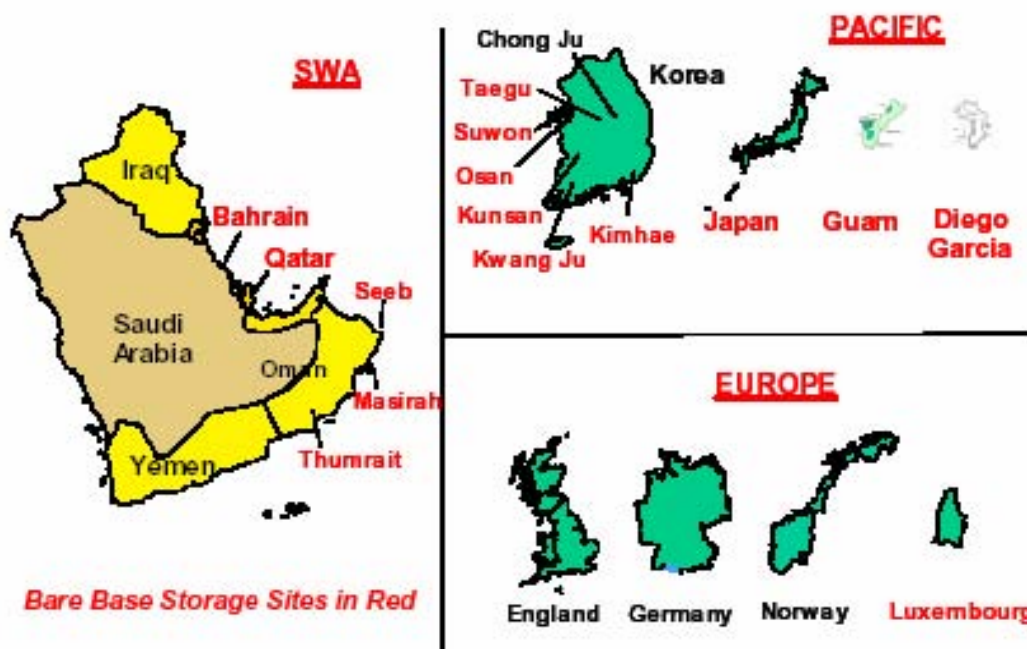 SWA
Iraq
Bahrain
Qatar
Seeb
Saudi
Arabia
Oman
Masirah
Thumrait
Yemen
Bare Base Storage Sites in Red
PACIFIC
Chong Ju
Korea
Taegu
Suwon
Osan
Kunsan
Kimhae
Kwang Ju
Japan
Guam
Diego
Garcia
EUROPE
England
Germany
Norway
Luxembourg